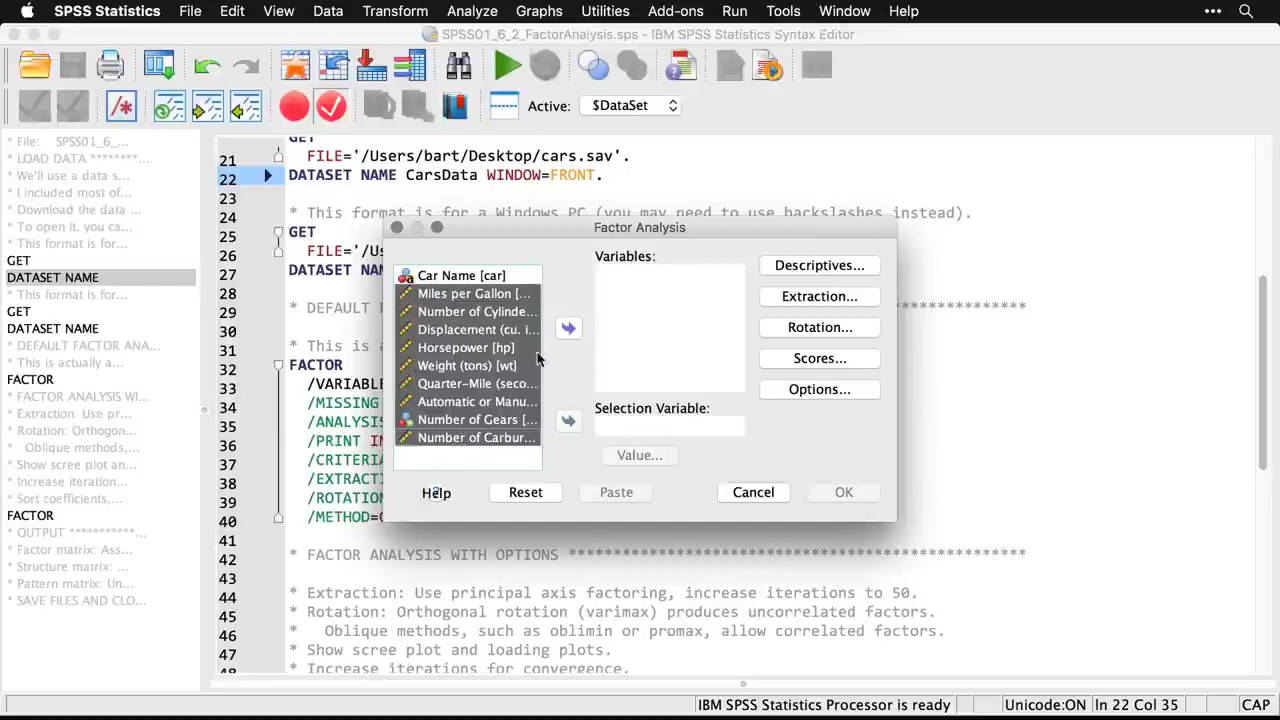 SPSS Statistics File Edit View Data Transform Analyze Graphs Utilities Add-ons Run Tools Window Help
SPSS01_6_2_FactorAnalysis.sps - IBM SPSS Statistics Syntax Editor
Active: $DataSet
* File: SPSS01_6_...
* LOAD DATA ********...
* We'll use a data s...
* I included most of...
* Download the data ...
* To open it, you ca...
* This format is for...
GET
DATASET NAME
* This format is for...
GET
DATASET NAME
* DEFAULT FACTOR ANA...
* This is actually a...
FACTOR
* FACTOR ANALYSIS WI...
* Extraction: Use pr...
* Rotation: Orthogon...
* Oblique methods,...
* Show scree plot an...
* Increase iteration...
* Sort coefficients,...
FACTOR
* OUTPUT ***********...
* Factor matrix: Ass...
* Structure matrix: ...
* Pattern matrix: Un...
* SAVE FILES AND CLO...
GET
21 FILE='/Users/bart/Desktop/cars.sav'.
22 DATASET NAME CarsData WINDOW=FRONT.
23
24 * This format is for a Windows PC (you may need to use backslashes instead).
25 GET
26 FILE='/Us
27 DATASET NAM
28
29 * DEFAULT
30
31 * This is a
32 FACTOR
33 /VARIABLE
34 /MISSING
35 /ANALYSIS
36 /PRINT IN
37 /CRITERIA
38 /EXTRACTI
39 /ROTATION
40 /METHOD=
41
42 * FACTOR ANALYSIS WITH OPTIONS **************************************************
43
44 * Extraction: Use principal axis factoring, increase iterations to 50.
45 * Rotation: Orthogonal rotation (varimax) produces uncorrelated factors.
46 * Oblique methods, such as oblimin or promax, allow correlated factors.
47 * Show scree plot and loading plots.
48 * Increase iterations for convergence.
Factor Analysis
Car Name [car]
Miles per Gallon [...
Number of Cylinde...
Displacement (cu. i...
Horsepower [hp]
Weight (tons) [wt]
Quarter-Mile (seco...
Automatic or Manu...
Number of Gears [...
Number of Carbur...
Variables:
Selection Variable:
Value...
Descriptives...
Extraction...
Rotation...
Scores...
Options...
Help Reset Paste Cancel OK
IBM SPSS Statistics Processor is ready Unicode:ON In 22 Col 35 CAP